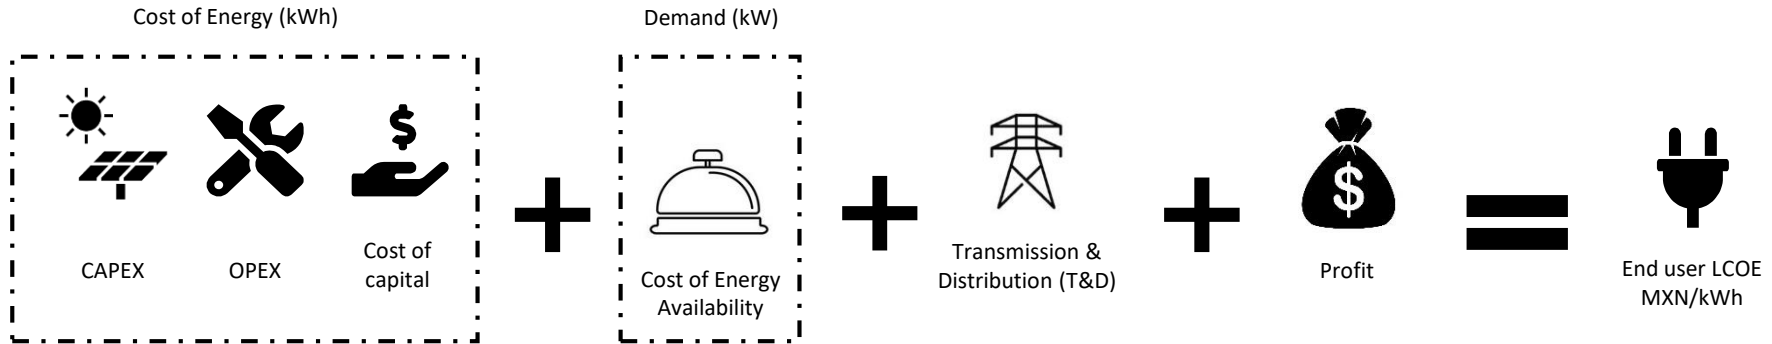 Cost of Energy (kWh)
Demand (kW)
$
$
CAPEX
OPEX
Cost of
capital
Cost of Energy
Availability
Transmission &
Distribution (T&D)
Profit
End user LCOE
MXN/kWh